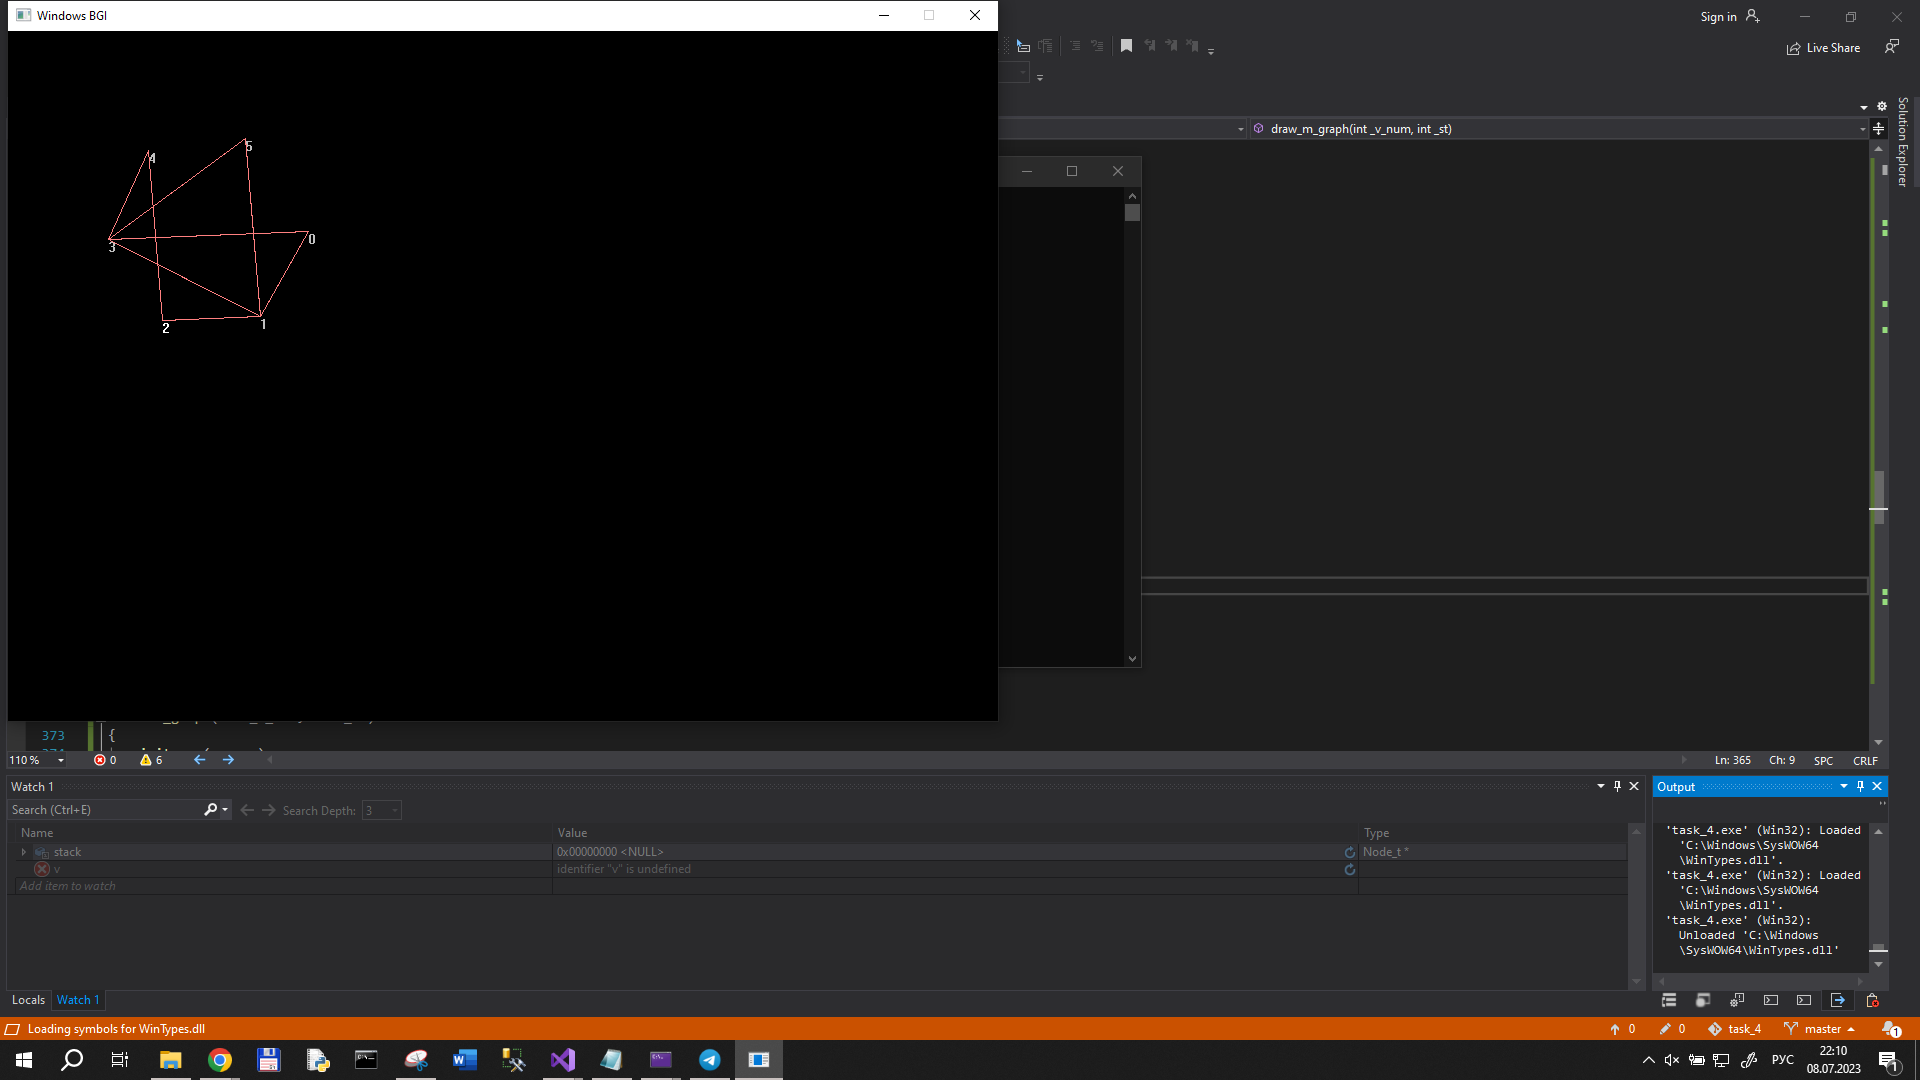 Windows BGI
Sign in
Live Share
draw_m_graph(int _v_num, int _st)
Solution Explorer
5
4
0
3
2
1
373
{
110 %
0
6
Ln: 365
Ch: 9
SPC
CRLF
Watch 1
Search (Ctrl+E)
Search Depth:
3
Name
Value
Type
stack
0x00000000 <NULL>
Node_t *
v
identifier "v" is undefined
Add item to watch
Locals
Watch 1
Output
'task_4.exe' (Win32): Loaded
'C:\Windows\SysWOW64
\WinTypes.dll'.
'task_4.exe' (Win32): Loaded
'C:\Windows\SysWOW64
\WinTypes.dll'.
'task_4.exe' (Win32):
Unloaded 'C:\Windows
\SysWOW64\WinTypes.dll'
Loading symbols for WinTypes.dll
0
0
task_4
master
1
РУС
22:10
08.07.2023
1